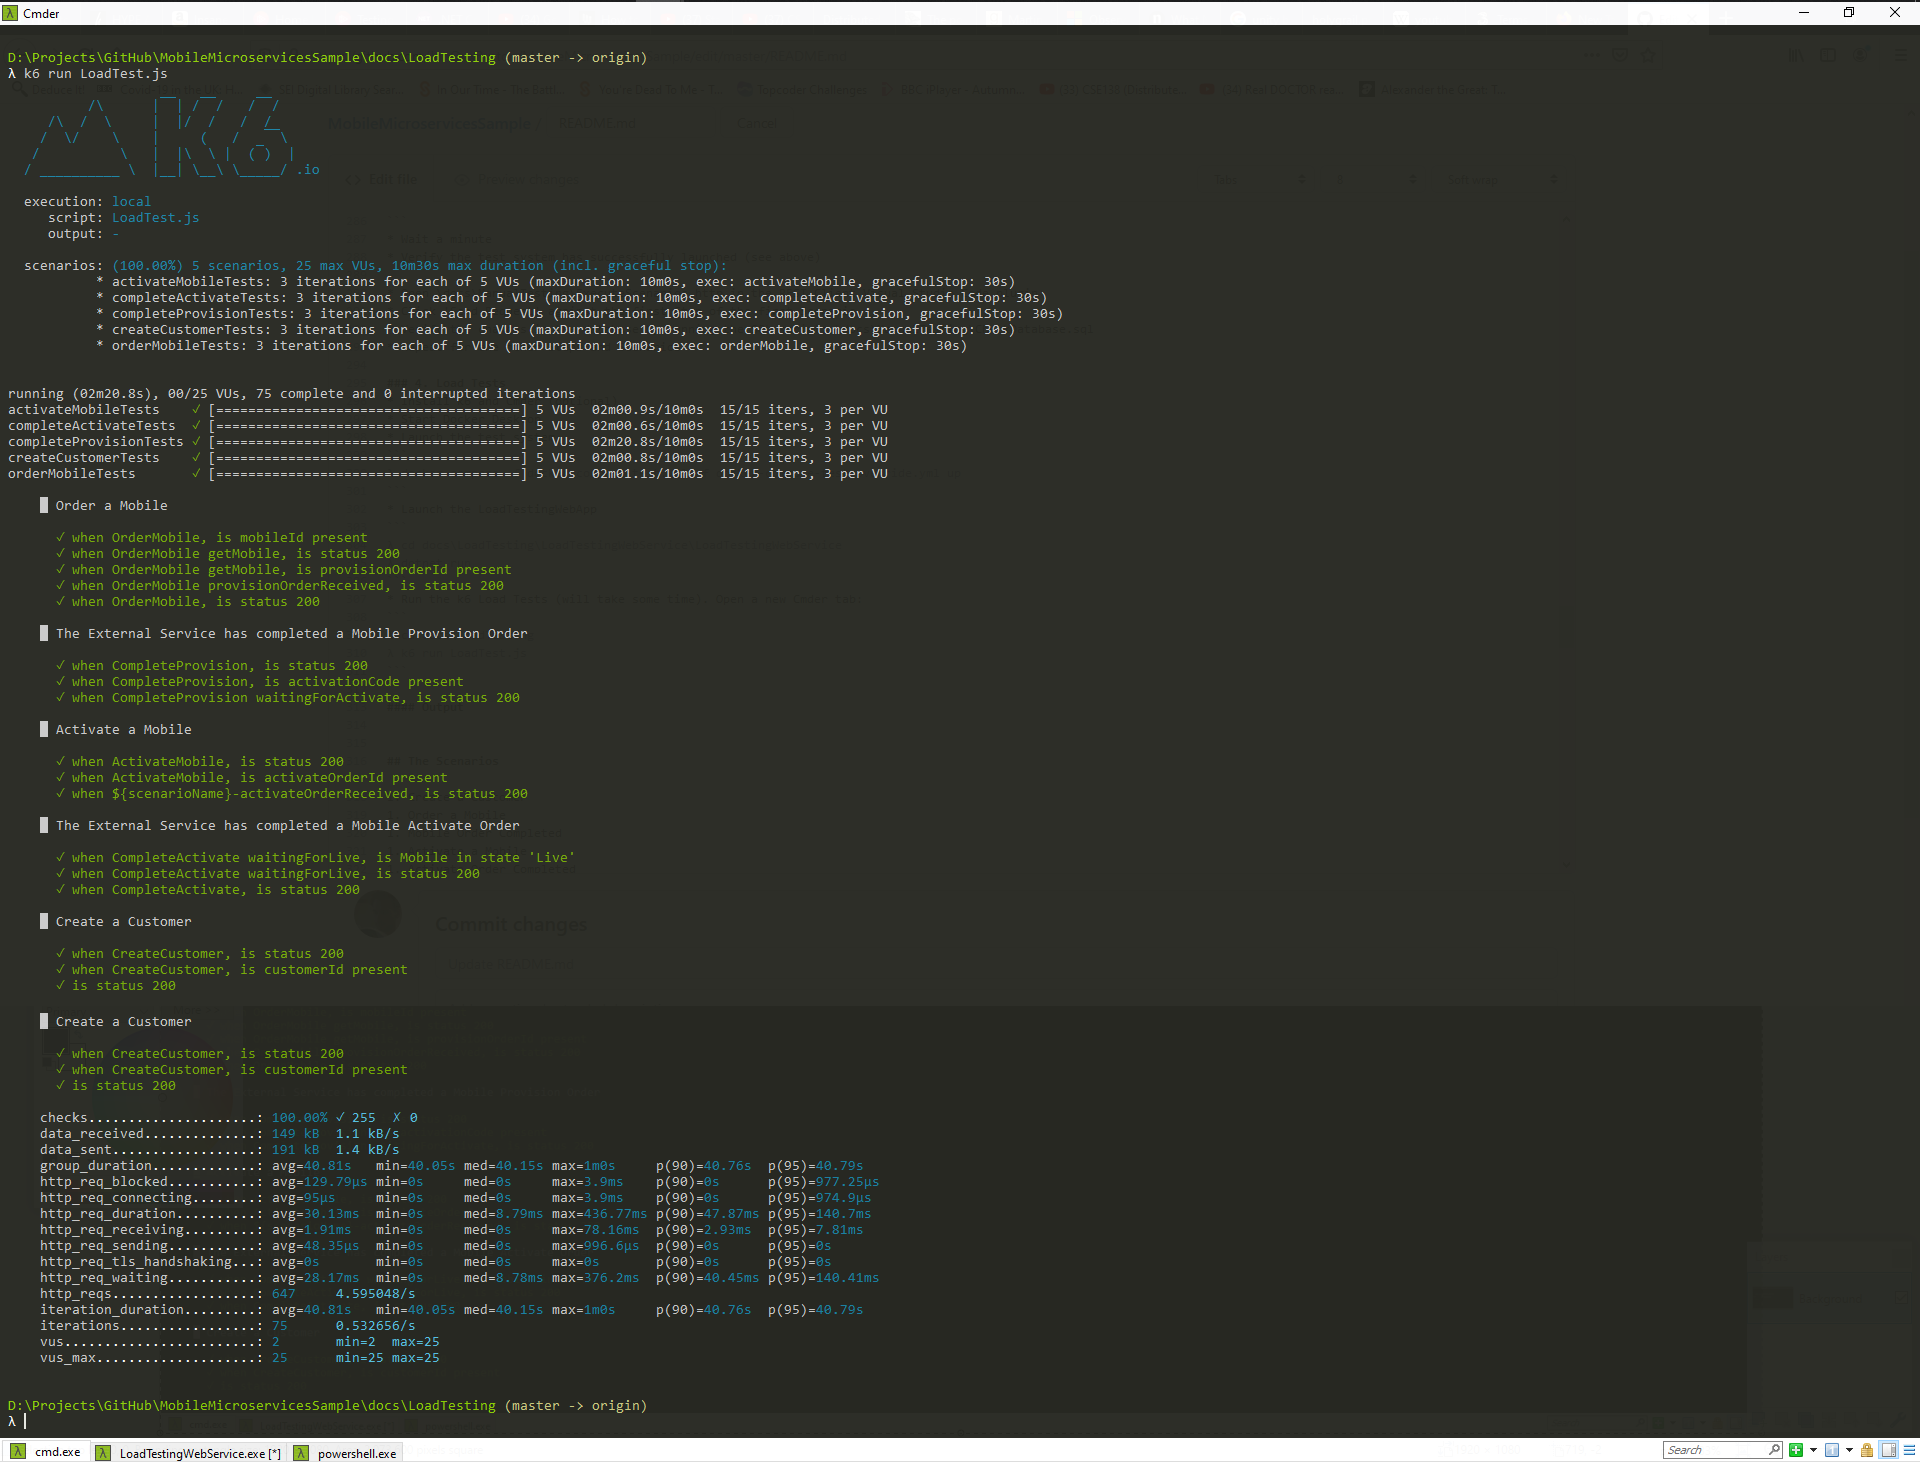 Cmder
D:\Projects\GitHub\MobileMicroservicesSample\docs\LoadTesting (master -> origin)
λ k6 run LoadTest.js
.io
execution: local
script: LoadTest.js
output: -
scenarios: (100.00%) 5 scenarios, 25 max VUs, 10m30s max duration (incl. graceful stop):
* activateMobileTests: 3 iterations for each of 5 VUs (maxDuration: 10m0s, exec: activateMobile, gracefulStop: 30s)
* completeActivateTests: 3 iterations for each of 5 VUs (maxDuration: 10m0s, exec: completeActivate, gracefulStop: 30s)
* completeProvisionTests: 3 iterations for each of 5 VUs (maxDuration: 10m0s, exec: completeProvision, gracefulStop: 30s)
* createCustomerTests: 3 iterations for each of 5 VUs (maxDuration: 10m0s, exec: createCustomer, gracefulStop: 30s)
* orderMobileTests: 3 iterations for each of 5 VUs (maxDuration: 10m0s, exec: orderMobile, gracefulStop: 30s)
running (02m20.8s), 00/25 VUs, 75 complete and 0 interrupted iterations
activateMobileTests    ✓ [======================================] 5 VUs  02m00.9s/10m0s  15/15 iters, 3 per VU
completeActivateTests  ✓ [======================================] 5 VUs  02m00.6s/10m0s  15/15 iters, 3 per VU
completeProvisionTests ✓ [======================================] 5 VUs  02m20.8s/10m0s  15/15 iters, 3 per VU
createCustomerTests    ✓ [======================================] 5 VUs  02m00.8s/10m0s  15/15 iters, 3 per VU
orderMobileTests       ✓ [======================================] 5 VUs  02m01.1s/10m0s  15/15 iters, 3 per VU
█ Order a Mobile
✓ when OrderMobile, is mobileId present
✓ when OrderMobile getMobile, is status 200
✓ when OrderMobile getMobile, is provisionOrderId present
✓ when OrderMobile provisionOrderReceived, is status 200
✓ when OrderMobile, is status 200
█ The External Service has completed a Mobile Provision Order
✓ when CompleteProvision, is status 200
✓ when CompleteProvision, is activationCode present
✓ when CompleteProvision waitingForActivate, is status 200
█ Activate a Mobile
✓ when ActivateMobile, is status 200
✓ when ActivateMobile, is activateOrderId present
✓ when ${scenarioName}-activateOrderReceived, is status 200
█ The External Service has completed a Mobile Activate Order
✓ when CompleteActivate waitingForLive, is Mobile in state 'Live'
✓ when CompleteActivate waitingForLive, is status 200
✓ when CompleteActivate, is status 200
█ Create a Customer
✓ when CreateCustomer, is status 200
✓ when CreateCustomer, is customerId present
✓ is status 200
█ Create a Customer
✓ when CreateCustomer, is status 200
✓ when CreateCustomer, is customerId present
✓ is status 200
checks.....................: 100.00% ✓ 255  ✗ 0
data_received..............: 149 kB  1.1 kB/s
data_sent..................: 191 kB  1.4 kB/s
group_duration.............: avg=40.81s   min=40.05s med=40.15s max=1m0s     p(90)=40.76s  p(95)=40.79s
http_req_blocked...........: avg=129.79µs min=0s     med=0s     max=3.9ms    p(90)=0s      p(95)=977.25µs
http_req_connecting........: avg=95µs     min=0s     med=0s     max=3.9ms    p(90)=0s      p(95)=974.9µs
http_req_duration..........: avg=30.13ms  min=0s     med=8.79ms max=436.77ms p(90)=47.87ms p(95)=140.7ms
http_req_receiving.........: avg=1.91ms   min=0s     med=0s     max=78.16ms  p(90)=2.93ms  p(95)=7.81ms
http_req_sending...........: avg=48.35µs  min=0s     med=0s     max=996.6µs  p(90)=0s      p(95)=0s
http_req_tls_handshaking...: avg=0s       min=0s     med=0s     max=0s       p(90)=0s      p(95)=0s
http_req_waiting...........: avg=28.17ms  min=0s     med=8.78ms max=376.2ms  p(90)=40.45ms p(95)=140.41ms
http_reqs..................: 647     4.595048/s
iteration_duration.........: avg=40.81s   min=40.05s med=40.15s max=1m0s     p(90)=40.76s  p(95)=40.79s
iterations.................: 75      0.532656/s
vus........................: 2       min=2  max=25
vus_max....................: 25      min=25 max=25
D:\Projects\GitHub\MobileMicroservicesSample\docs\LoadTesting (master -> origin)
λ
cmd.exe
LoadTestingWebService.exe [*]
powershell.exe
Search